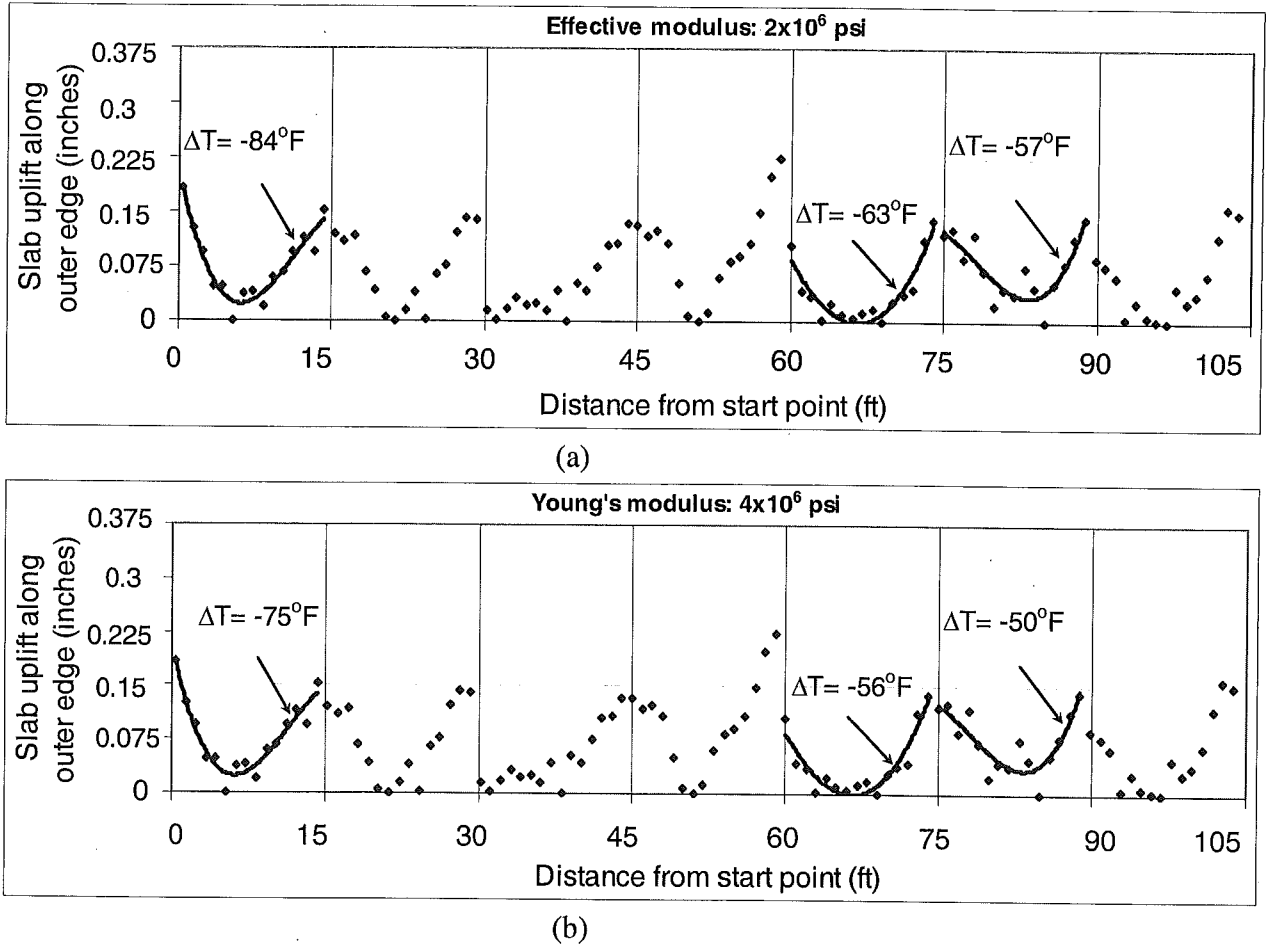 Effective modulus: 2x10⁶ psi
Slab uplift along
outer edge (inches)
0.375
0.3
0.225
0.15
0.075
0
ΔT= -84°F
ΔT= -63°F
ΔT= -57°F
0 15 30 45 60 75 90 105
Distance from start point (ft)
(a)
Young's modulus: 4x10⁶ psi
Slab uplift along
outer edge (inches)
0.375
0.3
0.225
0.15
0.075
0
ΔT= -75°F
ΔT= -56°F
ΔT= -50°F
0 15 30 45 60 75 90 105
Distance from start point (ft)
(b)